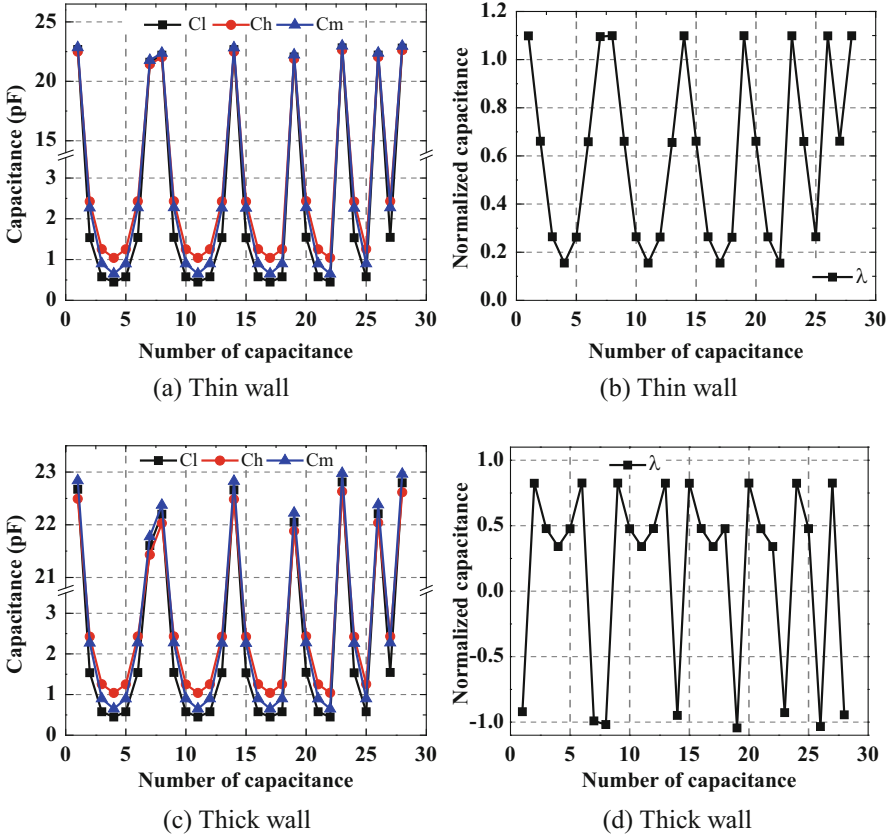 Cl Ch Cm
Capacitance (pF)
25
23
15
3
2
1
0
0 5 10 15 20 25 30
Number of capacitance
(a) Thin wall
Normalized capacitance
1.2
1.0
0.8
0.6
0.4
0.2
0.0
λ
0 5 10 15 20 25 30
Number of capacitance
(b) Thin wall
Cl Ch Cm
Capacitance (pF)
23
22
21
3
2
1
0
0 5 10 15 20 25 30
Number of capacitance
(c) Thick wall
λ
Normalized capacitance
1.0
0.5
0.0
-0.5
-1.0
0 5 10 15 20 25 30
Number of capacitance
(d) Thick wall